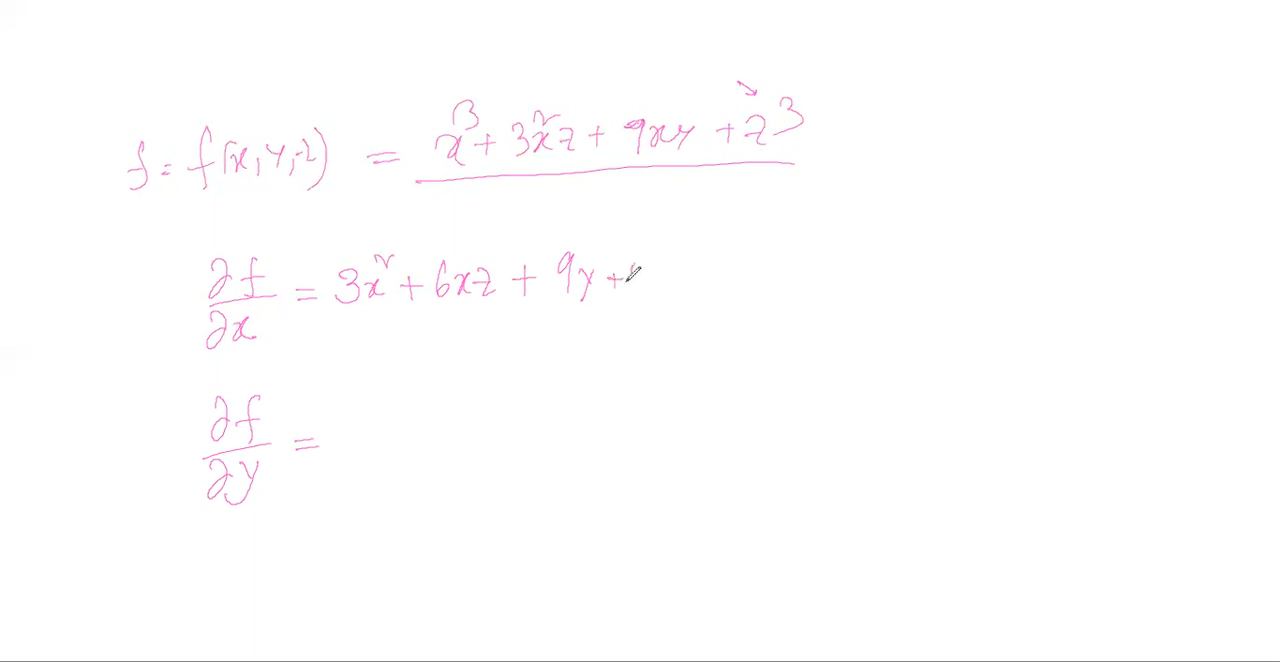 f = f(x, y, z) = x³ + 3x²z + 9xy + z³
∂f/∂x = 3x² + 6xz + 9y +
∂f/∂y =